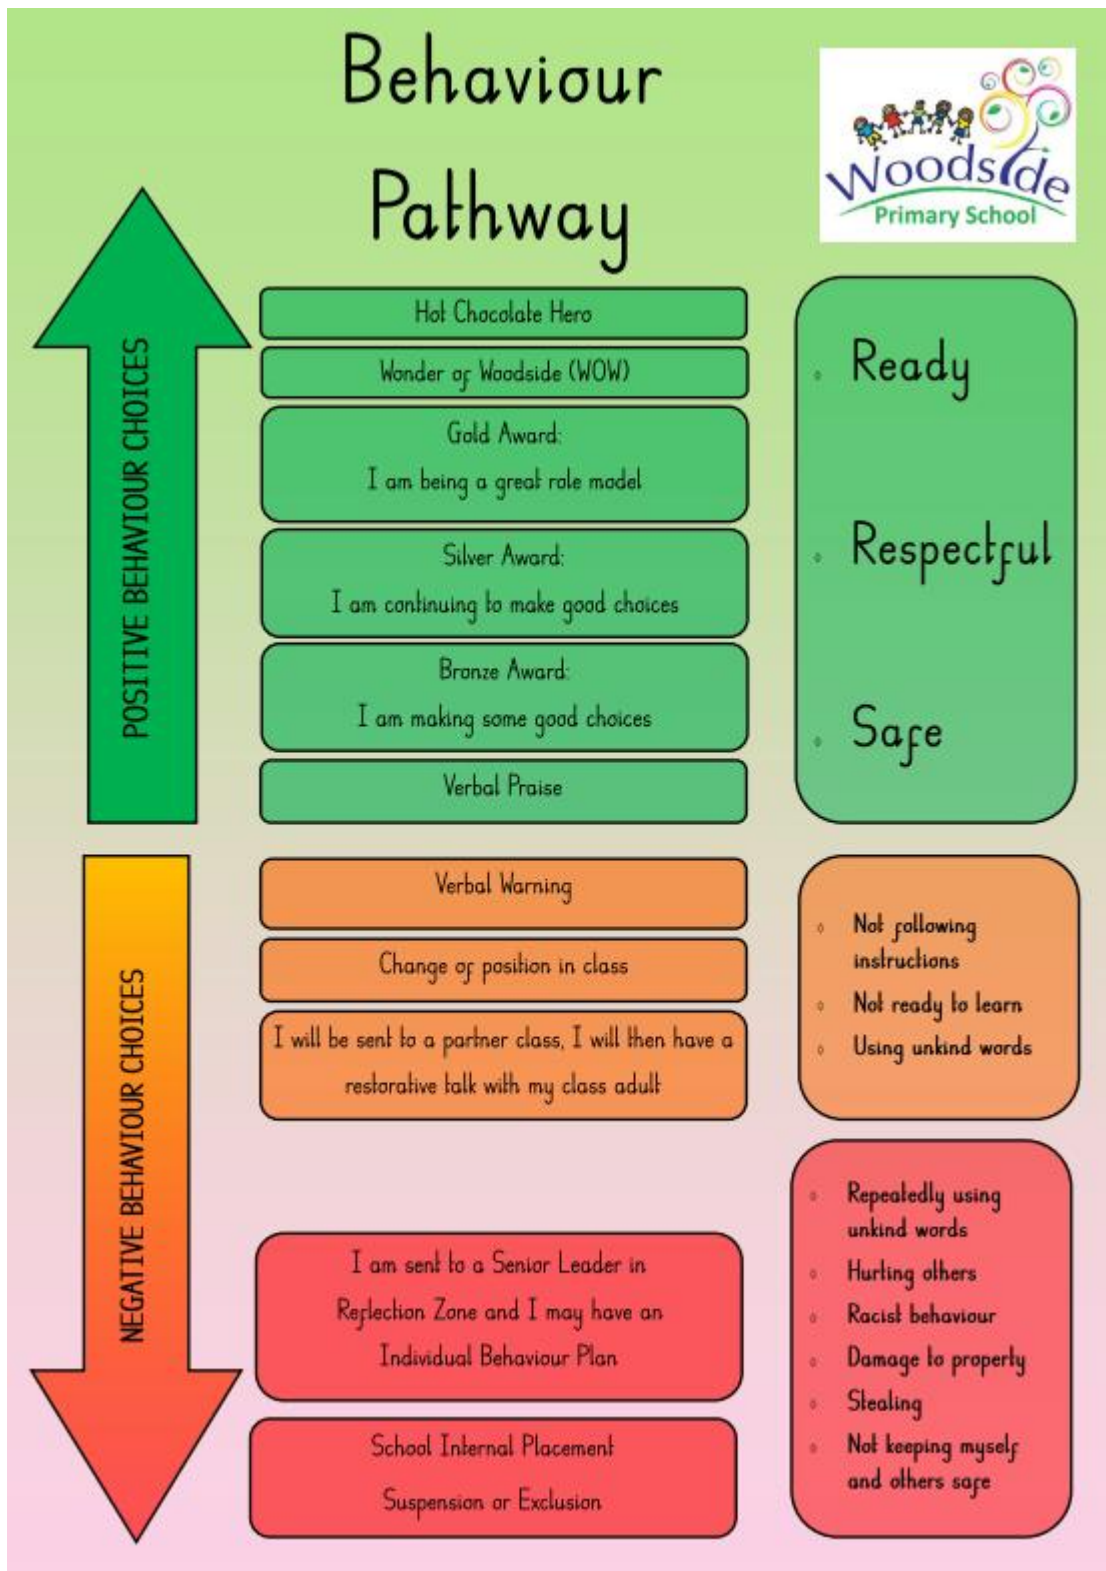 Behaviour
Pathway
Woodside
Primary School
POSITIVE BEHAVIOUR CHOICES
Hot Chocolate Hero
Wonder of Woodside (WOW)
Gold Award:
I am being a great role model
Silver Award:
I am continuing to make good choices
Bronze Award:
I am making some good choices
Verbal Praise
Ready
Respectful
Safe
NEGATIVE BEHAVIOUR CHOICES
Verbal Warning
Change of position in class
I will be sent to a partner class, I will then have a
restorative talk with my class adult
Not following
instructions
Not ready to learn
Using unkind words
I am sent to a Senior Leader in
Reflection Zone and I may have an
Individual Behaviour Plan
School Internal Placement
Suspension or Exclusion
Repeatedly using
unkind words
Hurting others
Racist behaviour
Damage to property
Stealing
Not keeping myself
and others safe